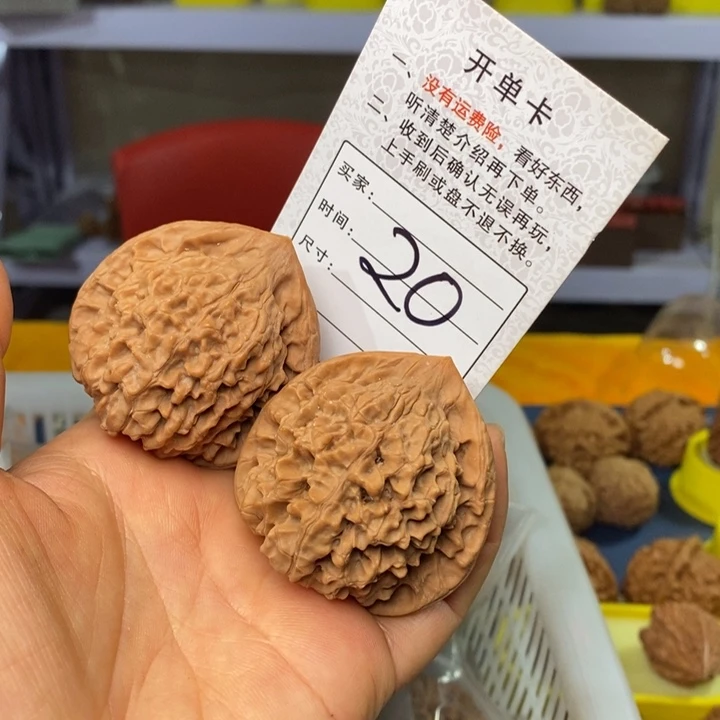 开单卡
一、没有运费险，看好东西，
听清楚介绍再下单。
二、收到后确认无误再玩，
上手刷或盘不退不换。
买家：
时间：
尺寸：
20